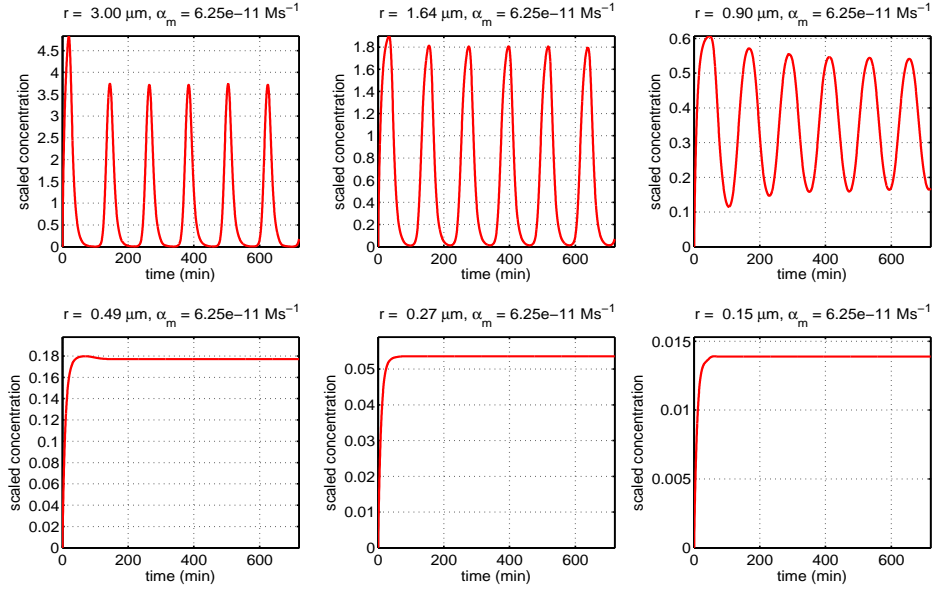 r =  3.00 μm, αm = 6.25e−11 Ms−1
scaled concentration
4.5
4
3.5
3
2.5
2
1.5
1
0.5
0
0 200 400 600
time (min)
r =  1.64 μm, αm = 6.25e−11 Ms−1
scaled concentration
1.8
1.6
1.4
1.2
1
0.8
0.6
0.4
0.2
0
0 200 400 600
time (min)
r =  0.90 μm, αm = 6.25e−11 Ms−1
scaled concentration
0.6
0.5
0.4
0.3
0.2
0.1
0
0 200 400 600
time (min)
r =  0.49 μm, αm = 6.25e−11 Ms−1
scaled concentration
0.18
0.16
0.14
0.12
0.1
0.08
0.06
0.04
0.02
0
0 200 400 600
time (min)
r =  0.27 μm, αm = 6.25e−11 Ms−1
scaled concentration
0.05
0.04
0.03
0.02
0.01
0
0 200 400 600
time (min)
r =  0.15 μm, αm = 6.25e−11 Ms−1
scaled concentration
0.015
0.01
0.005
0
0 200 400 600
time (min)